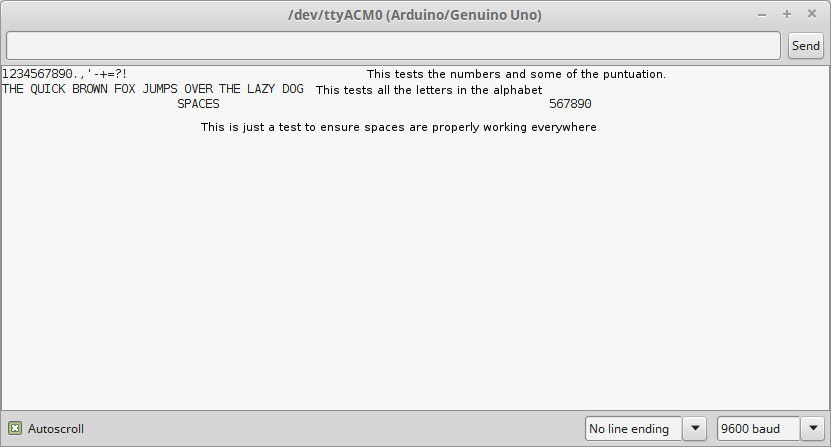 /dev/ttyACM0 (Arduino/Genuino Uno)
Send
1234567890.,'-+=?! This tests the numbers and some of the puntuation.
THE QUICK BROWN FOX JUMPS OVER THE LAZY DOG This tests all the letters in the alphabet
SPACES 567890
This is just a test to ensure spaces are properly working everywhere
Autoscroll No line ending 9600 baud